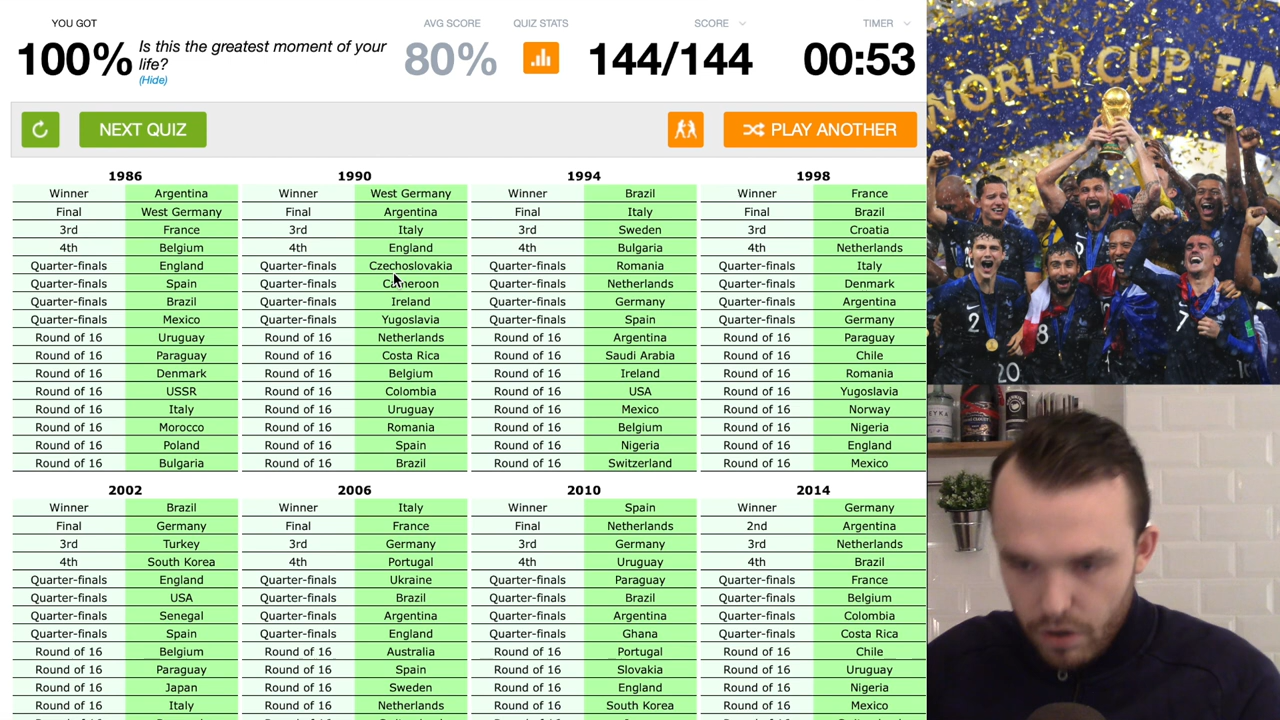 YOU GOT
100%
Is this the greatest moment of your
life?
(Hide)
AVG SCORE
80%
QUIZ STATS
SCORE
144/144
TIMER
00:53
NEXT QUIZ
PLAY ANOTHER
1986
Winner Argentina
Final West Germany
3rd France
4th Belgium
Quarter-finals England
Quarter-finals Spain
Quarter-finals Brazil
Quarter-finals Mexico
Round of 16 Uruguay
Round of 16 Paraguay
Round of 16 Denmark
Round of 16 USSR
Round of 16 Italy
Round of 16 Morocco
Round of 16 Poland
Round of 16 Bulgaria
1990
Winner West Germany
Final Argentina
3rd Italy
4th England
Quarter-finals Czechoslovakia
Quarter-finals Cameroon
Quarter-finals Ireland
Quarter-finals Yugoslavia
Round of 16 Netherlands
Round of 16 Costa Rica
Round of 16 Belgium
Round of 16 Colombia
Round of 16 Uruguay
Round of 16 Romania
Round of 16 Spain
Round of 16 Brazil
1994
Winner Brazil
Final Italy
3rd Sweden
4th Bulgaria
Quarter-finals Romania
Quarter-finals Netherlands
Quarter-finals Germany
Quarter-finals Spain
Round of 16 Argentina
Round of 16 Saudi Arabia
Round of 16 Ireland
Round of 16 USA
Round of 16 Mexico
Round of 16 Belgium
Round of 16 Nigeria
Round of 16 Switzerland
1998
Winner France
Final Brazil
3rd Croatia
4th Netherlands
Quarter-finals Italy
Quarter-finals Denmark
Quarter-finals Argentina
Quarter-finals Germany
Round of 16 Paraguay
Round of 16 Chile
Round of 16 Romania
Round of 16 Yugoslavia
Round of 16 Norway
Round of 16 Nigeria
Round of 16 England
Round of 16 Mexico
2002
Winner Brazil
Final Germany
3rd Turkey
4th South Korea
Quarter-finals England
Quarter-finals USA
Quarter-finals Senegal
Quarter-finals Spain
Round of 16 Belgium
Round of 16 Paraguay
Round of 16 Japan
Round of 16 Italy
2006
Winner Italy
Final France
3rd Germany
4th Portugal
Quarter-finals Ukraine
Quarter-finals Brazil
Quarter-finals Argentina
Quarter-finals England
Round of 16 Australia
Round of 16 Spain
Round of 16 Sweden
Round of 16 Netherlands
2010
Winner Spain
Final Netherlands
3rd Germany
4th Uruguay
Quarter-finals Paraguay
Quarter-finals Brazil
Quarter-finals Argentina
Quarter-finals Ghana
Round of 16 Portugal
Round of 16 Slovakia
Round of 16 England
Round of 16 South Korea
2014
Winner Germany
2nd Argentina
3rd Netherlands
4th Brazil
Quarter-finals France
Quarter-finals Belgium
Quarter-finals Colombia
Quarter-finals Costa Rica
Round of 16 Chile
Round of 16 Uruguay
Round of 16 Nigeria
Round of 16 Mexico
WORLD CUP FIN
2
8
7
20